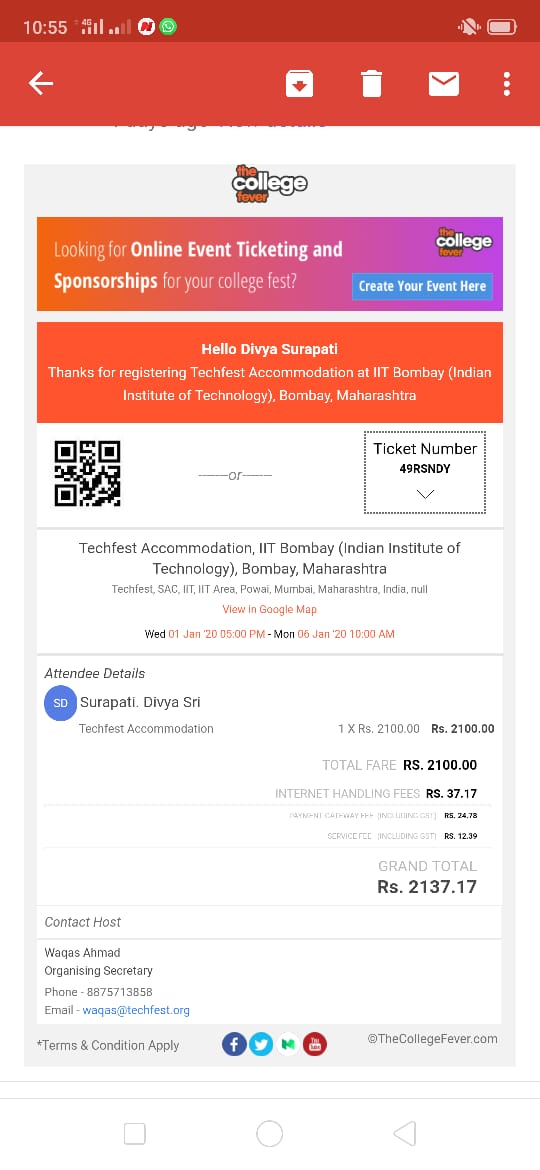 10:55 4G
the
college
fever
Looking for Online Event Ticketing and
Sponsorships for your college fest?
the
college
fever
Create Your Event Here
Hello Divya Surapati
Thanks for registering Techfest Accommodation at IIT Bombay (Indian
Institute of Technology), Bombay, Maharashtra
--------or--------
Ticket Number
49RSNDY
Techfest Accommodation, IIT Bombay (Indian Institute of
Technology), Bombay, Maharashtra
Techfest, SAC, IIT, IIT Area, Powai, Mumbai, Maharashtra, India, null
View in Google Map
Wed 01 Jan '20 05:00 PM - Mon 06 Jan '20 10:00 AM
Attendee Details
SD Surapati. Divya Sri
Techfest Accommodation 1 X Rs. 2100.00 Rs. 2100.00
TOTAL FARE RS. 2100.00
INTERNET HANDLING FEES RS. 37.17
PAYMENT GATEWAY FEE (INCLUDING GST) RS. 24.78
SERVICE FEE (INCLUDING GST) RS. 12.39
GRAND TOTAL
Rs. 2137.17
Contact Host
Waqas Ahmad
Organising Secretary
Phone - 8875713858
Email - waqas@techfest.org
*Terms & Condition Apply
You
Tube
©TheCollegeFever.com